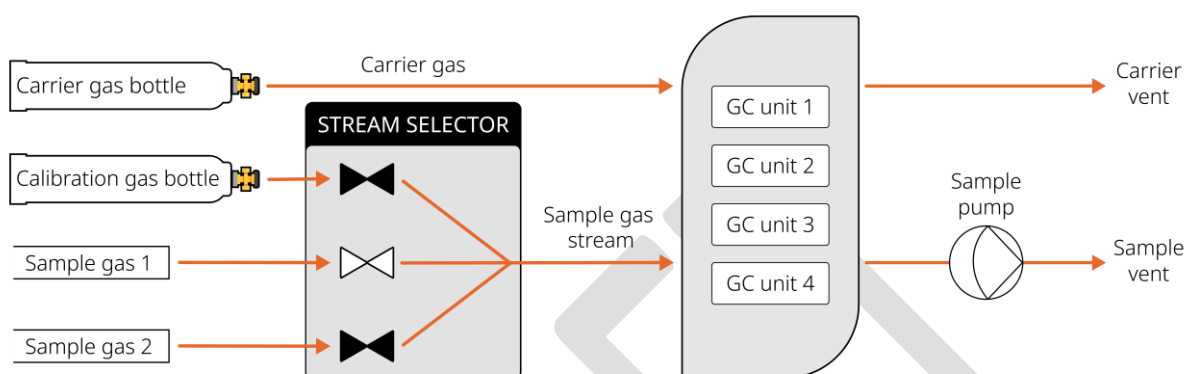 Carrier gas bottle
Carrier gas
Carrier
vent
STREAM SELECTOR
GC unit 1
Calibration gas bottle
GC unit 2
Sample
pump
Sample gas
stream
GC unit 3
Sample gas 1
Sample
vent
GC unit 4
Sample gas 2